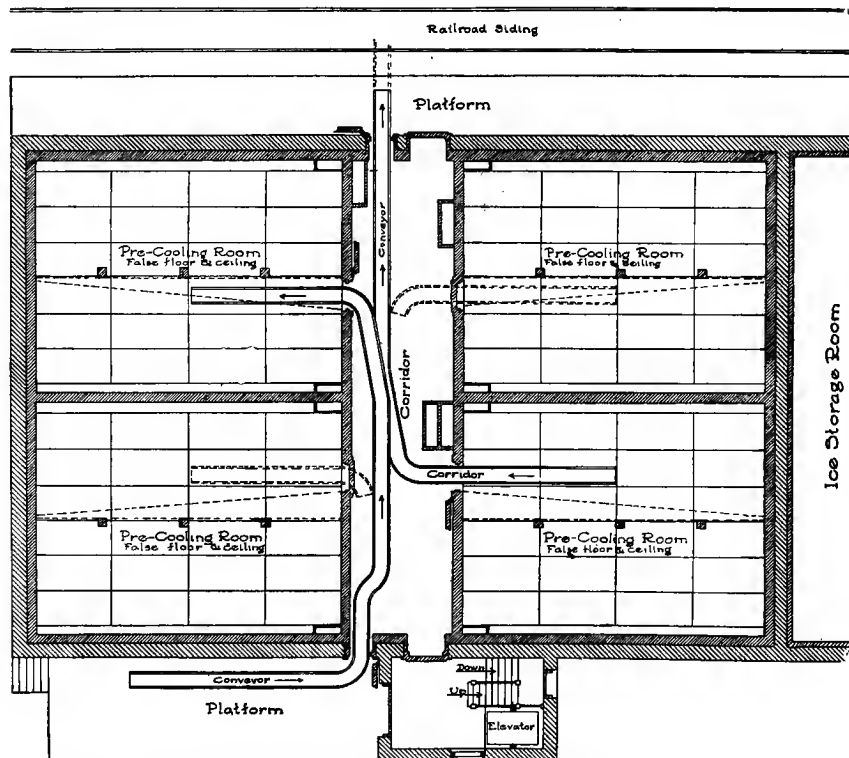 Railroad Siding
Platform
Conveyor
Pre-Cooling Room
False floor & ceiling
Pre-Cooling Room
False floor & ceiling
Corridor
Ice Storage Room
Corridor
Pre-Cooling Room
False floor & ceiling
Pre-Cooling Room
False floor & ceiling
Conveyor
Platform
Down
Up
Elevator